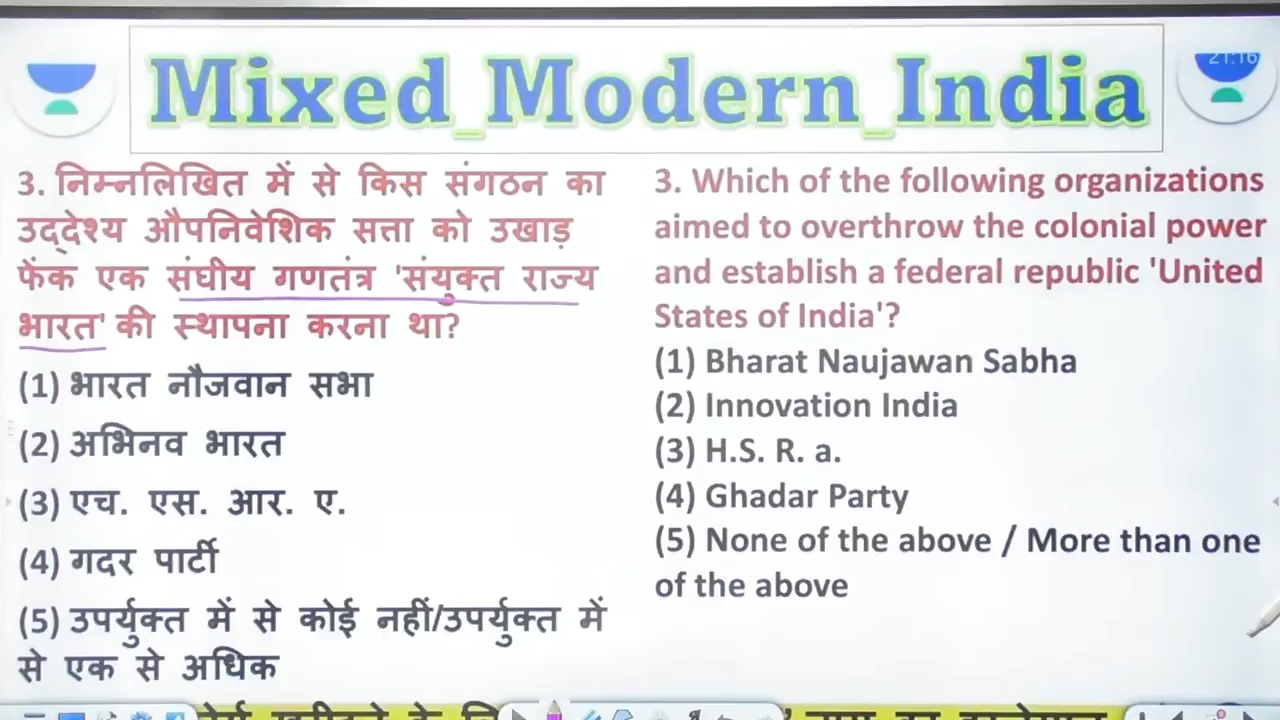 Mixed_Modern_India
21:16
3. निम्नलिखित में से किस संगठन का
उद्देश्य औपनिवेशिक सत्ता को उखाड़
फेंक एक संघीय गणतंत्र 'संयुक्त राज्य
भारत' की स्थापना करना था?
(1) भारत नौजवान सभा
(2) अभिनव भारत
(3) एच. एस. आर. ए.
(4) गदर पार्टी
(5) उपर्युक्त में से कोई नहीं/उपर्युक्त में
से एक से अधिक
3. Which of the following organizations
aimed to overthrow the colonial power
and establish a federal republic 'United
States of India'?
(1) Bharat Naujawan Sabha
(2) Innovation India
(3) H.S. R. a.
(4) Ghadar Party
(5) None of the above / More than one
of the above